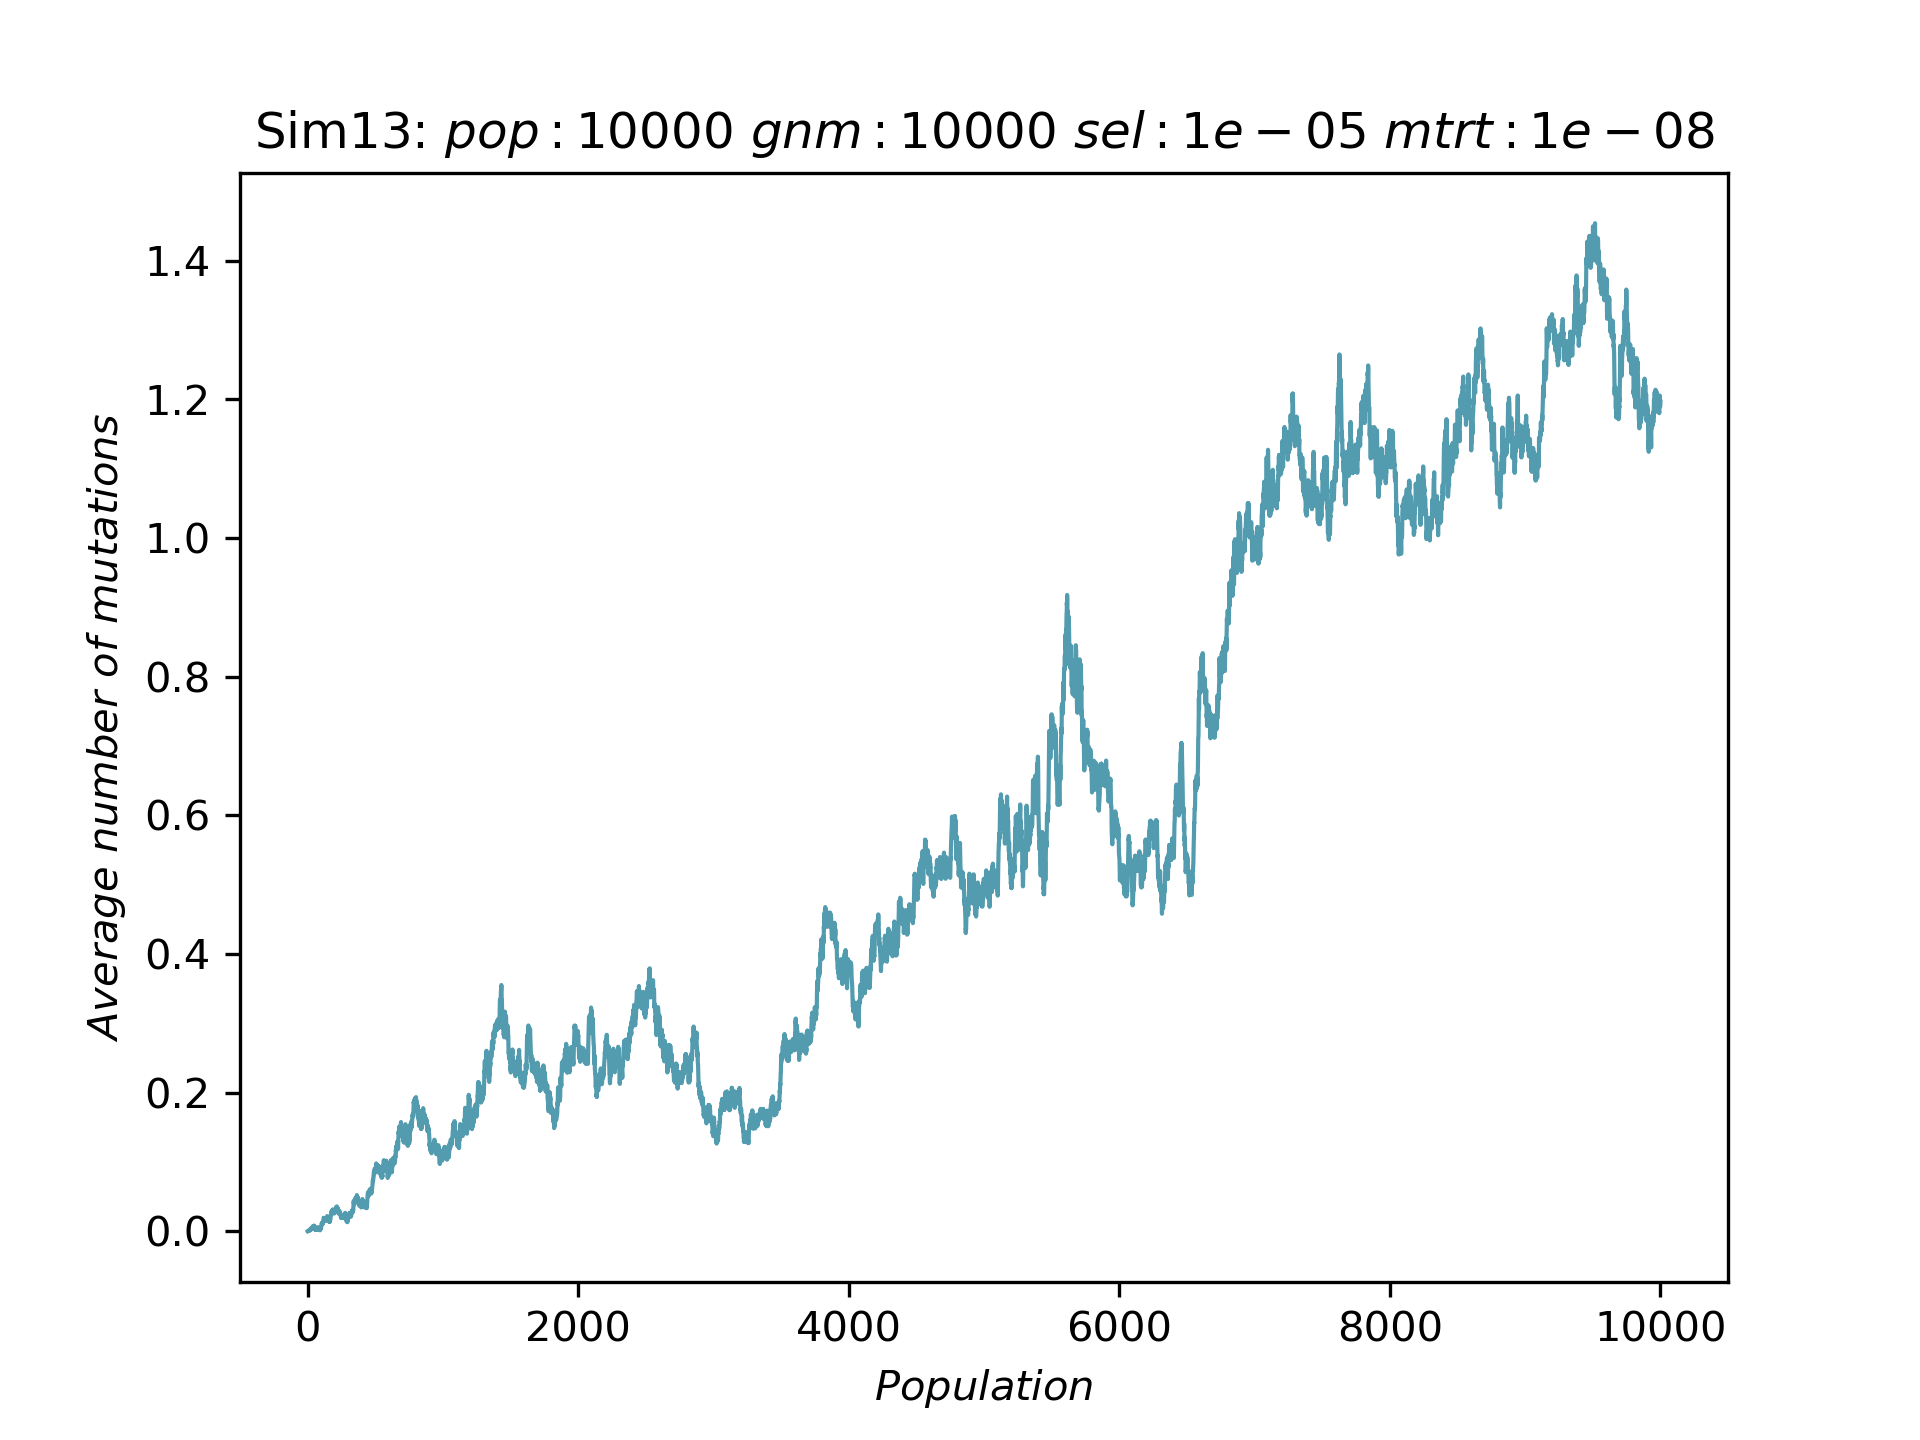 Sim13: pop : 10000 gnm : 10000 sel : 1e − 05 mtrt : 1e − 08
Average number of mutations
1.4
1.2
1.0
0.8
0.6
0.4
0.2
0.0
0 2000 4000 6000 8000 10000
Population